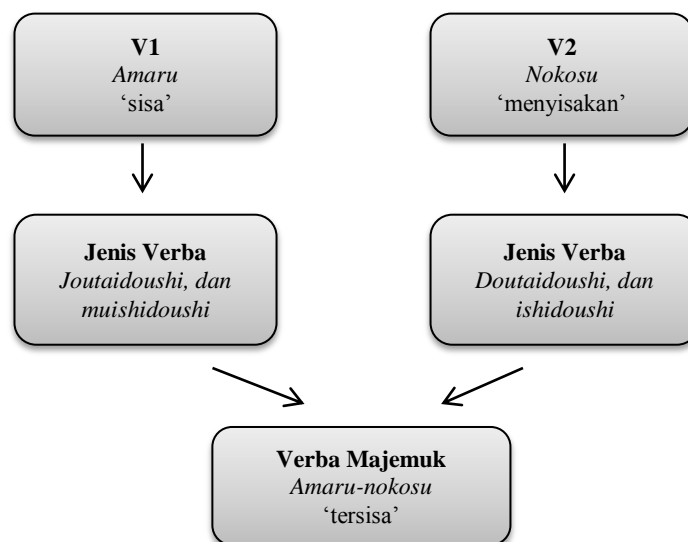 V1
Amaru
‘sisa’
V2
Nokosu
‘menyisakan’
Jenis Verba
Joutaidoushi, dan
muishidoushi
Jenis Verba
Doutaidoushi, dan
ishidoushi
Verba Majemuk
Amaru-nokosu
‘tersisa’